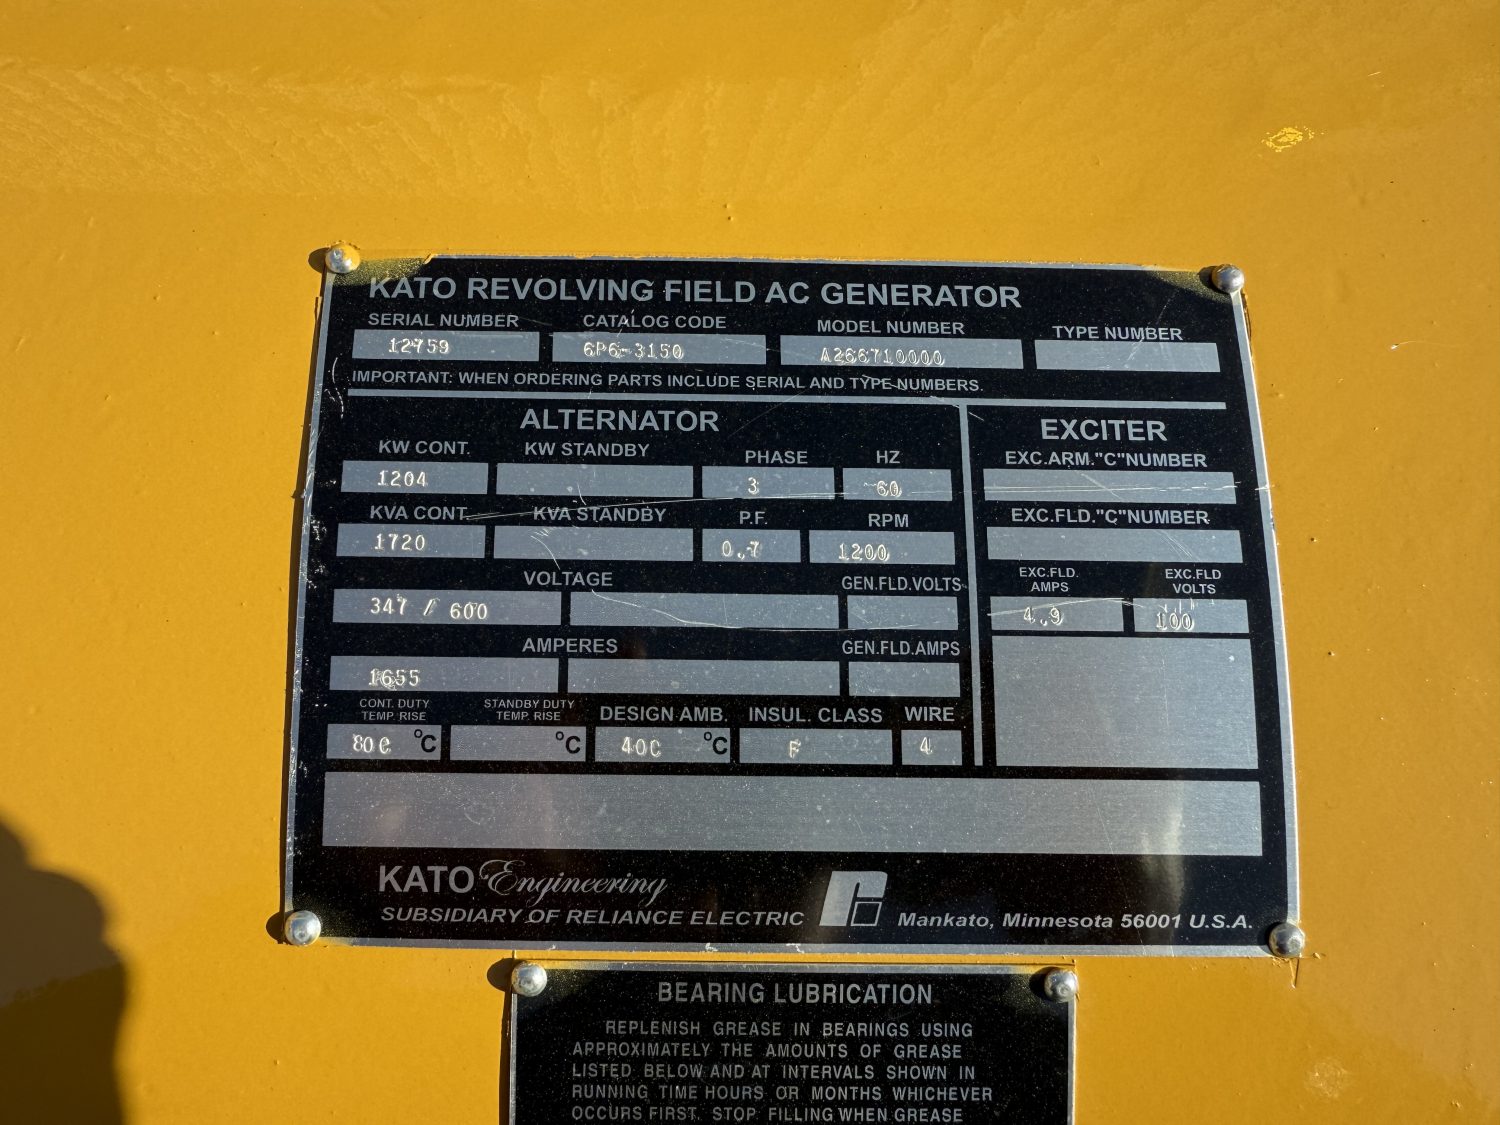 KATO REVOLVING FIELD AC GENERATOR
SERIAL NUMBER CATALOG CODE MODEL NUMBER TYPE NUMBER
12759 6P6-3150 A266710000
IMPORTANT: WHEN ORDERING PARTS INCLUDE SERIAL AND TYPE NUMBERS.
ALTERNATOR
KW CONT. KW STANDBY PHASE HZ
1204 3 60
KVA CONT. KVA STANDBY P.F. RPM
1720 0.7 1200
VOLTAGE GEN.FLD.VOLTS
347 / 600
AMPERES GEN.FLD.AMPS
1655
CONT. DUTY TEMP. RISE STANDBY DUTY TEMP. RISE DESIGN AMB. INSUL. CLASS WIRE
80C °C °C 40C °C F 4
EXCITER
EXC.ARM."C"NUMBER
EXC.FLD."C"NUMBER
EXC.FLD. AMPS EXC.FLD VOLTS
4.9 100
KATO Engineering
SUBSIDIARY OF RELIANCE ELECTRIC Mankato, Minnesota 56001 U.S.A.
BEARING LUBRICATION
REPLENISH GREASE IN BEARINGS USING
APPROXIMATELY THE AMOUNTS OF GREASE
LISTED BELOW AND AT INTERVALS SHOWN IN
RUNNING TIME HOURS OR MONTHS WHICHEVER
OCCURS FIRST. STOP FILLING WHEN GREASE